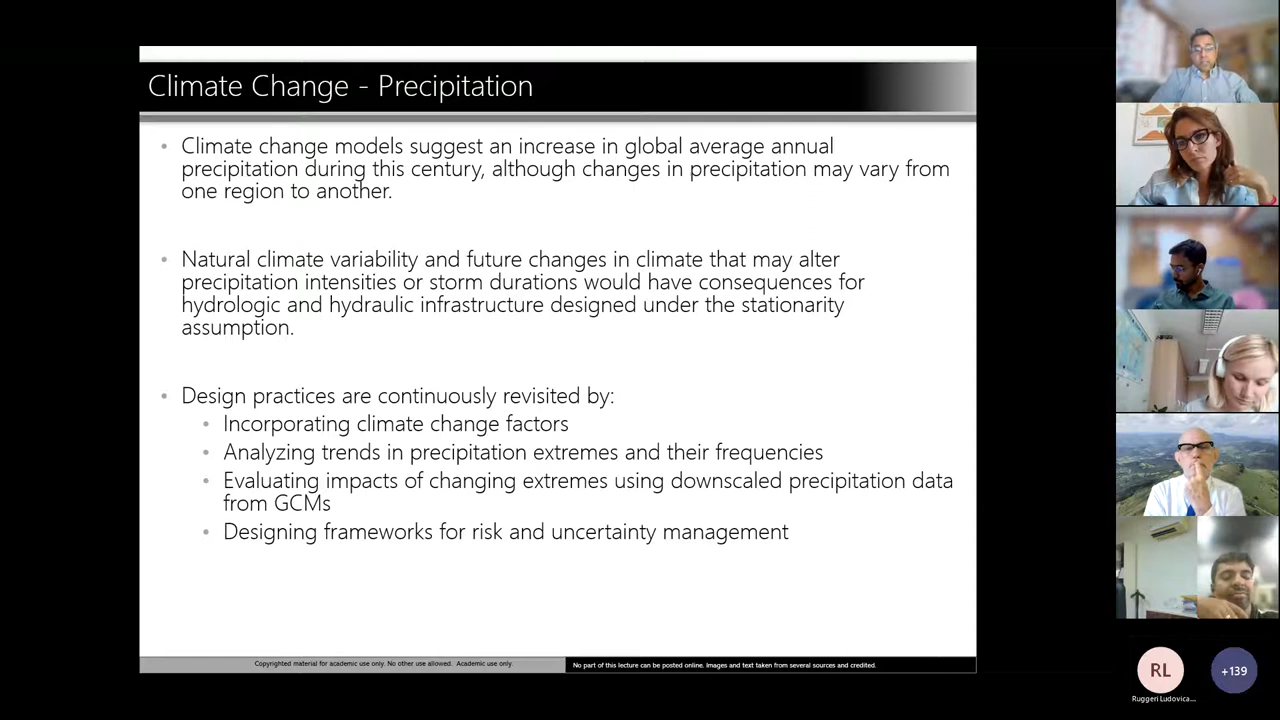 Climate Change - Precipitation
• Climate change models suggest an increase in global average annual
precipitation during this century, although changes in precipitation may vary from
one region to another.
• Natural climate variability and future changes in climate that may alter
precipitation intensities or storm durations would have consequences for
hydrologic and hydraulic infrastructure designed under the stationarity
assumption.
• Design practices are continuously revisited by:
• Incorporating climate change factors
• Analyzing trends in precipitation extremes and their frequencies
• Evaluating impacts of changing extremes using downscaled precipitation data
from GCMs
• Designing frameworks for risk and uncertainty management
Copyrighted material for academic use only. No other use allowed. Academic use only.
No part of this lecture can be posted online. Images and text taken from several sources and credited.
RL
+139
Ruggeri Ludovica...